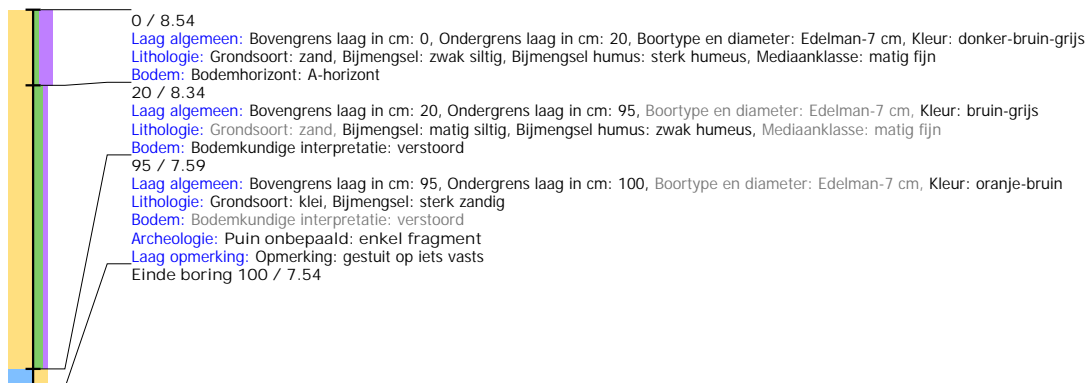 0 / 8.54
Laag algemeen: Bovengrens laag in cm: 0, Ondergrens laag in cm: 20, Boortype en diameter: Edelman-7 cm, Kleur: donker-bruin-grijs
Lithologie: Grondsoort: zand, Bijmengsel: zwak siltig, Bijmengsel humus: sterk humeus, Mediaanklasse: matig fijn
Bodem: Bodemhorizont: A-horizont
20 / 8.34
Laag algemeen: Bovengrens laag in cm: 20, Ondergrens laag in cm: 95, Boortype en diameter: Edelman-7 cm, Kleur: bruin-grijs
Lithologie: Grondsoort: zand, Bijmengsel: matig siltig, Bijmengsel humus: zwak humeus, Mediaanklasse: matig fijn
Bodem: Bodemkundige interpretatie: verstoord
95 / 7.59
Laag algemeen: Bovengrens laag in cm: 95, Ondergrens laag in cm: 100, Boortype en diameter: Edelman-7 cm, Kleur: oranje-bruin
Lithologie: Grondsoort: klei, Bijmengsel: sterk zandig
Bodem: Bodemkundige interpretatie: verstoord
Archeologie: Puin onbepaald: enkel fragment
Laag opmerking: Opmerking: gestuit op iets vasts
Einde boring 100 / 7.54